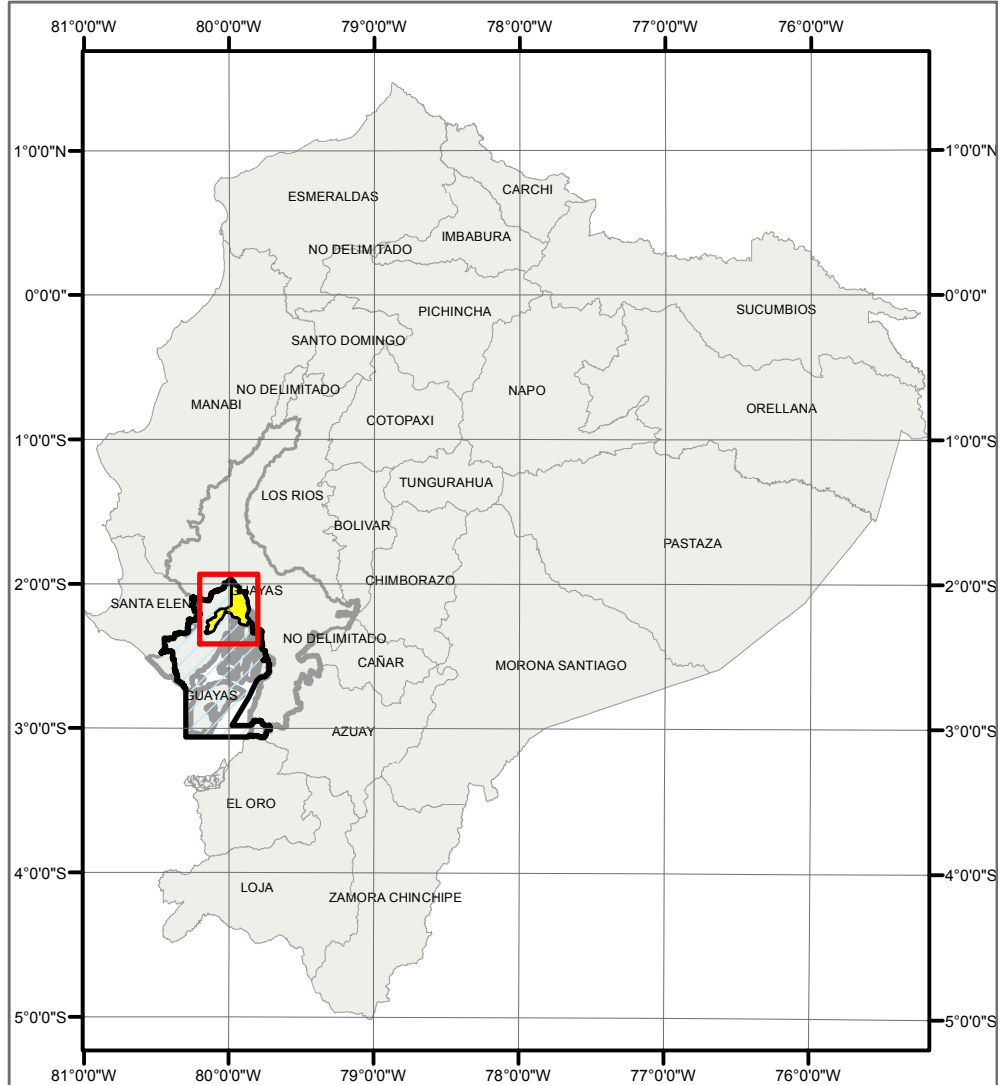 81°0'0"W 80°0'0"W 79°0'0"W 78°0'0"W 77°0'0"W 76°0'0"W
1°0'0"N 1°0'0"N
CARCHI
ESMERALDAS
IMBABURA
NO DELIM TADO
0°0'0" 0°0'0"
SUCUMBIOS
PICHINCHA
SANTO DOMINGO
NO DELIMITADO NAPO
MANABI ORELLANA
COTOPAXI
1°0'0"S 1°0'0"S
TUNGURAHUA
LOS RIOS
BOLIVAR
PASTAZA
CHIMBORAZO
2°0'0"S 2°0'0"S
GUAYAS
SANTA ELEN
NO DELIMITADO
CAÑAR MORONA SANTIAGO
GUAYAS
3°0'0"S 3°0'0"S
AZUAY
EL ORO
4°0'0"S 4°0'0"S
LOJA
ZAMORA CHINCHIPE
5°0'0"S 5°0'0"S
81°0'0"W 80°0'0"W 79°0'0"W 78°0'0"W 77°0'0"W 76°0'0"W